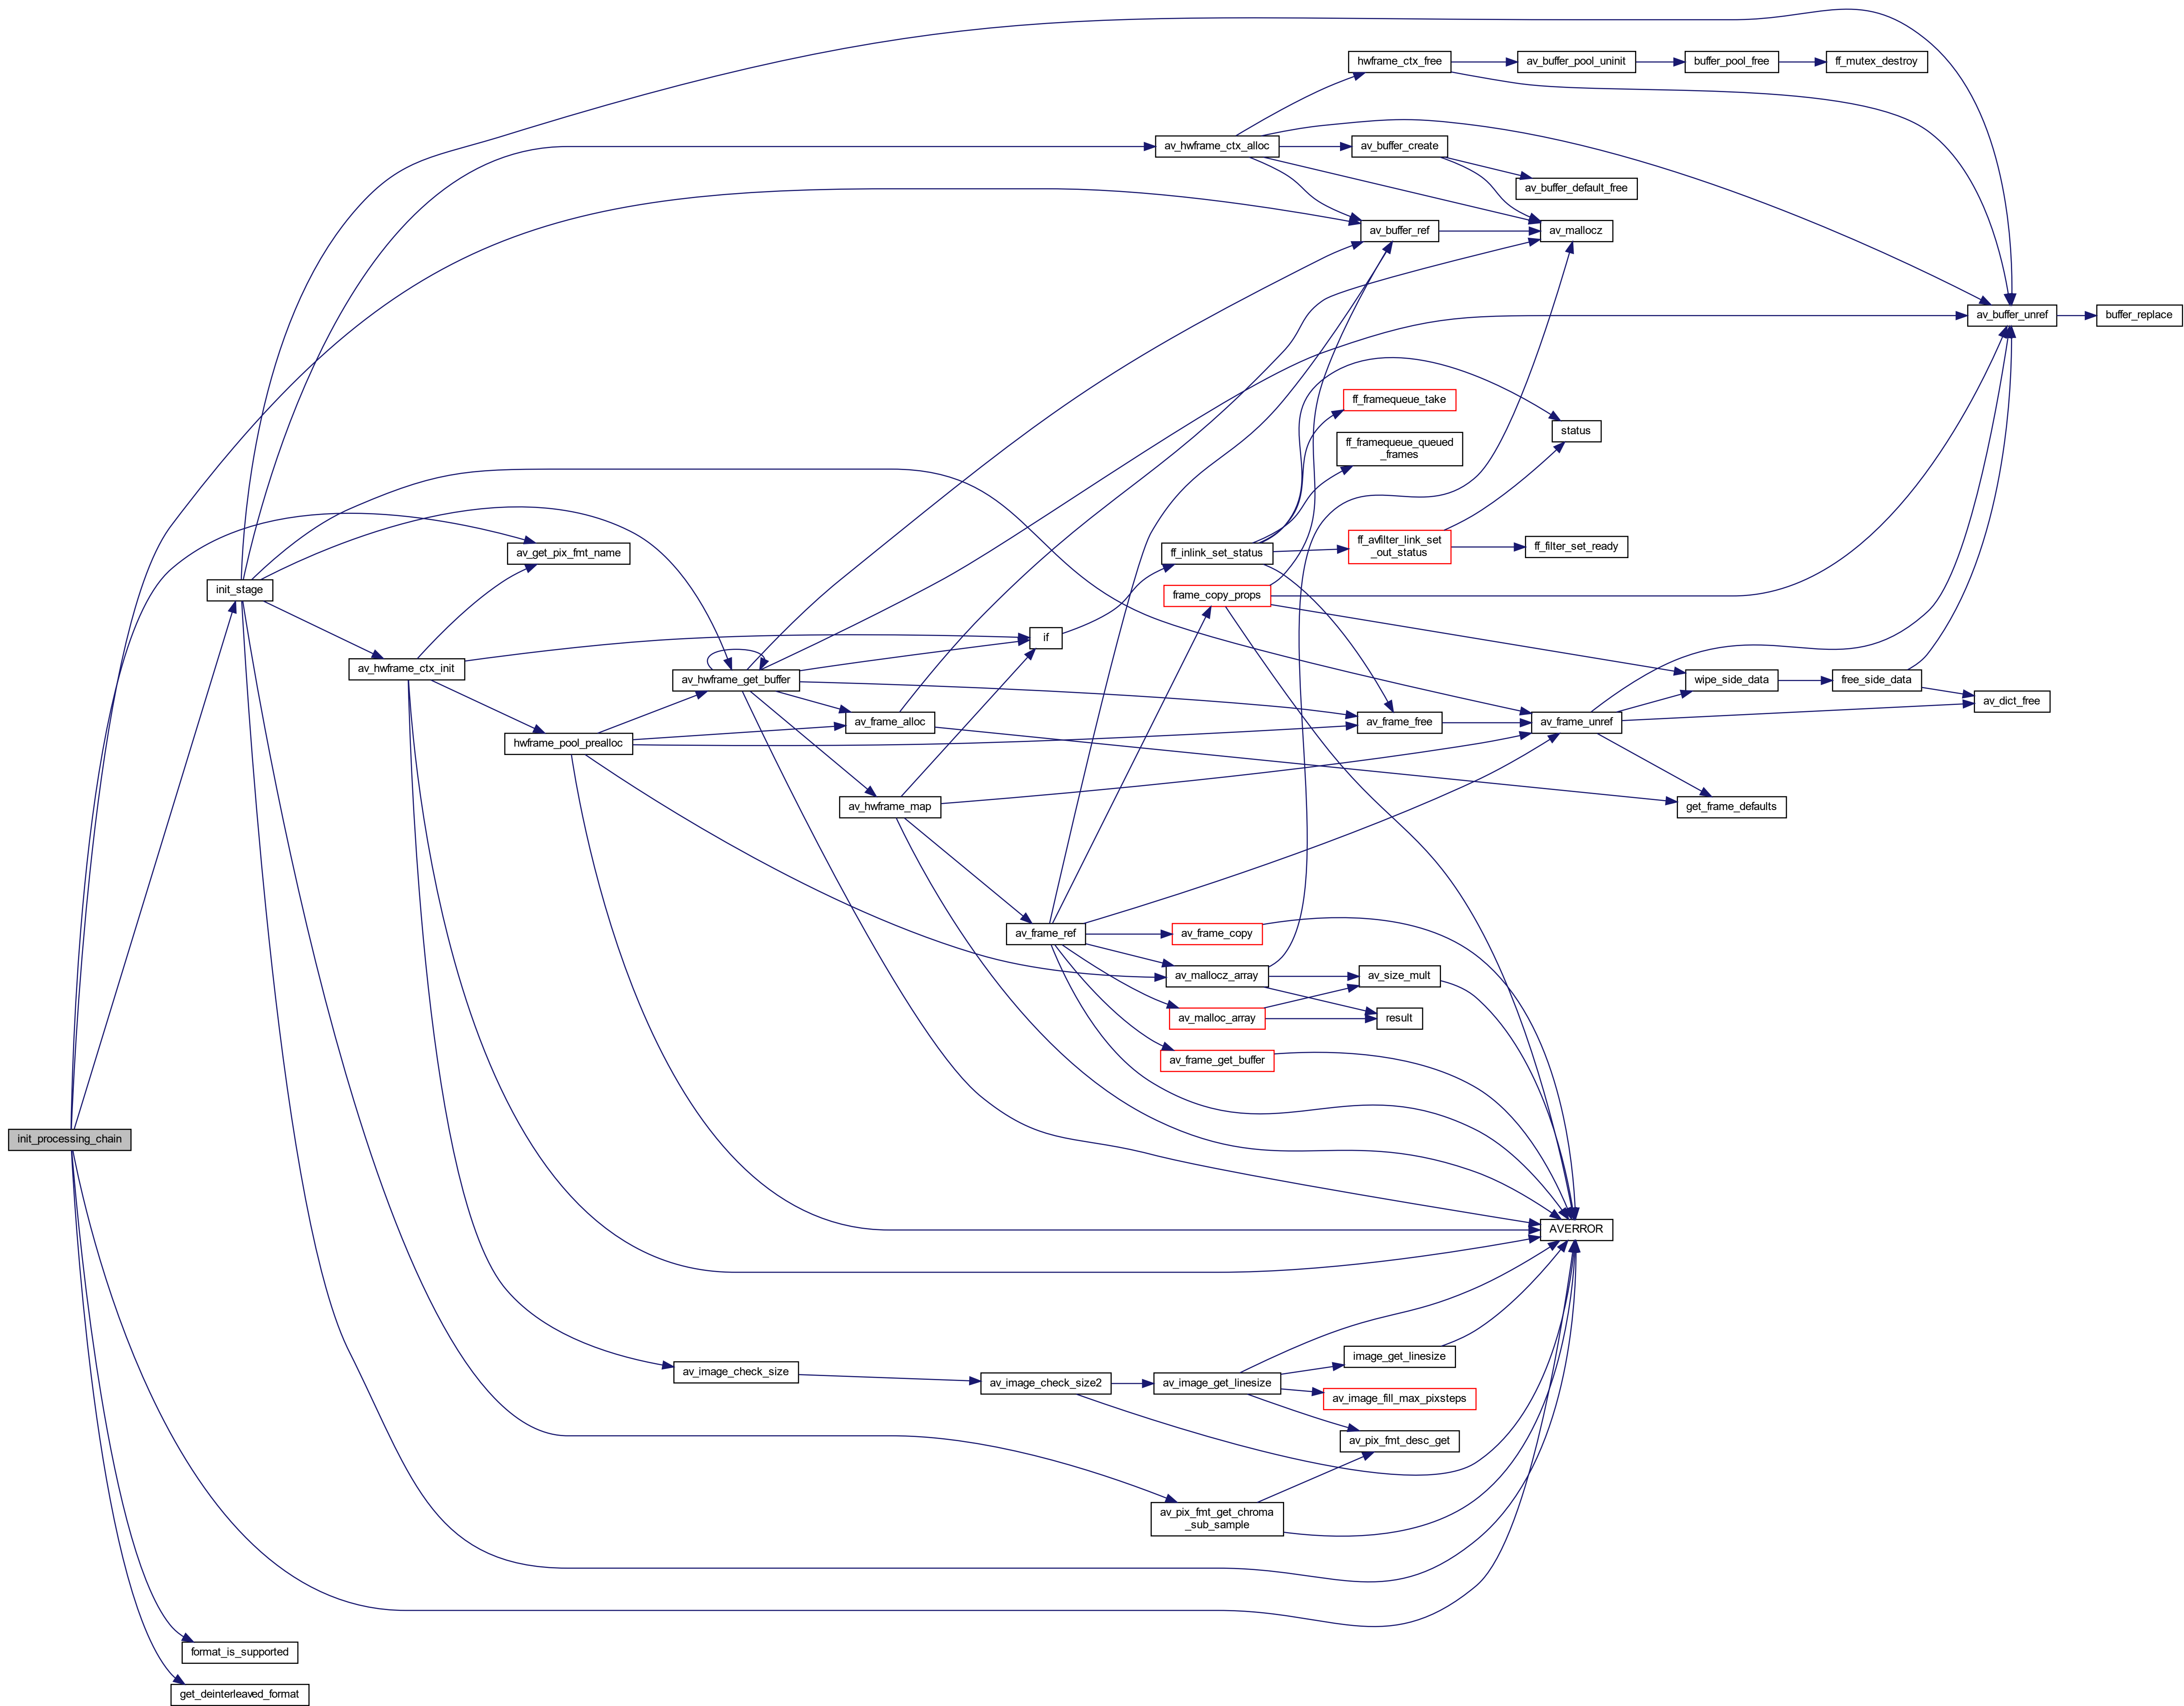 hwframe_ctx_free
av_buffer_pool_uninit
buffer_pool_free
ff_mutex_destroy
av_hwframe_ctx_alloc
av_buffer_create
av_buffer_default_free
av_buffer_ref
av_mallocz
av_buffer_unref
buffer_replace
ff_framequeue_take
status
ff_framequeue_queued
_frames
av_get_pix_fmt_name
ff_inlink_set_status
ff_avfilter_link_set
_out_status
ff_filter_set_ready
init_stage
frame_copy_props
if
av_hwframe_ctx_init
av_hwframe_get_buffer
wipe_side_data
free_side_data
av_dict_free
av_frame_alloc
av_frame_free
av_frame_unref
hwframe_pool_prealloc
av_hwframe_map
get_frame_defaults
av_frame_ref
av_frame_copy
av_mallocz_array
av_size_mult
av_malloc_array
result
av_frame_get_buffer
init_processing_chain
AVERROR
image_get_linesize
av_image_check_size
av_image_check_size2
av_image_get_linesize
av_image_fill_max_pixsteps
av_pix_fmt_desc_get
av_pix_fmt_get_chroma
_sub_sample
format_is_supported
get_deinterleaved_format